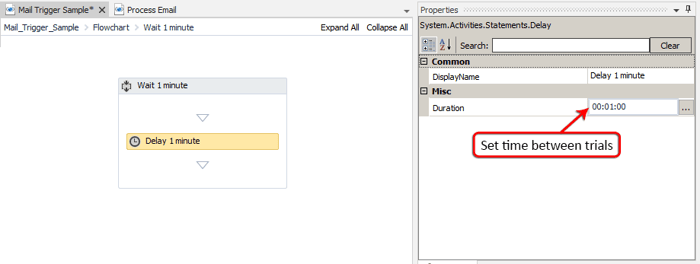 Mail Trigger Sample*
Process Email
Mail_Trigger_Sample > Flowchart > Wait 1 minute
Expand All Collapse All
Wait 1 minute
Delay 1 minute
Properties
System.Activities.Statements.Delay
Search:
Clear
Common
DisplayName Delay 1 minute
Misc
Duration 00:01:00 ...
Set time between trials